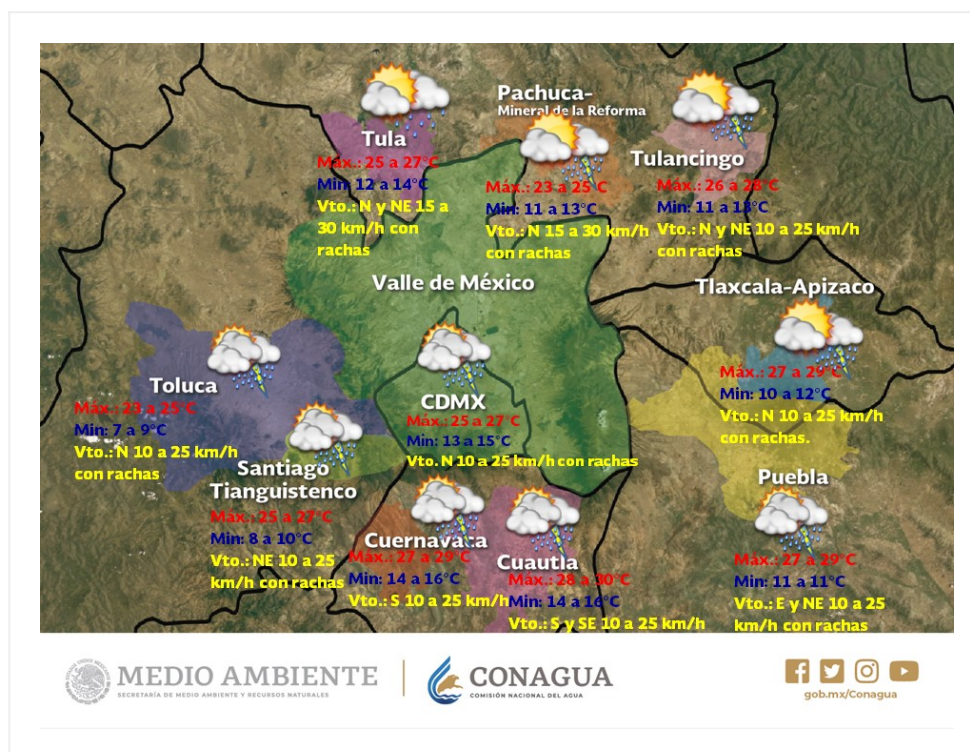 Tula
Máx.: 25 a 27°C
Min: 12 a 14°C
Vto.: N y NE 15 a
30 km/h con
rachas
Pachuca-
Mineral de la Reforma
Máx.: 23 a 25°C
Min: 11 a 13°C
Vto.: N 15 a 30 km/h
con rachas
Tulancingo
Máx.: 26 a 28°C
Min: 11 a 13°C
Vto.: N y NE 10 a 25 km/h
con rachas
Valle de México
Tlaxcala-Apizaco
Máx.: 27 a 29°C
Min: 10 a 12°C
Vto.: N 10 a 25 km/h
con rachas.
Toluca
Máx.: 23 a 25°C
Min: 7 a 9°C
Vto.: N 10 a 25 km/h
con rachas
CDMX
Máx.: 25 a 27°C
Min: 13 a 15°C
Vto. N 10 a 25 km/h con rachas
Santiago
Tianguistenco
Máx.: 25 a 27°C
Min: 8 a 10°C
Vto.: NE 10 a 25
km/h con rachas
Cuernavaca
Máx.: 27 a 29°C
Min: 14 a 16°C
Vto.: S 10 a 25 km/h
Cuautla
Máx.: 28 a 30°C
Min: 14 a 16°C
Vto.: S y SE 10 a 25 km/h
Puebla
Máx.: 27 a 29°C
Min: 11 a 11°C
Vto.: E y NE 10 a 25
km/h con rachas
MEDIO AMBIENTE
SECRETARÍA DE MEDIO AMBIENTE Y RECURSOS NATURALES
CONAGUA
COMISIÓN NACIONAL DEL AGUA
gob.mx/Conagua